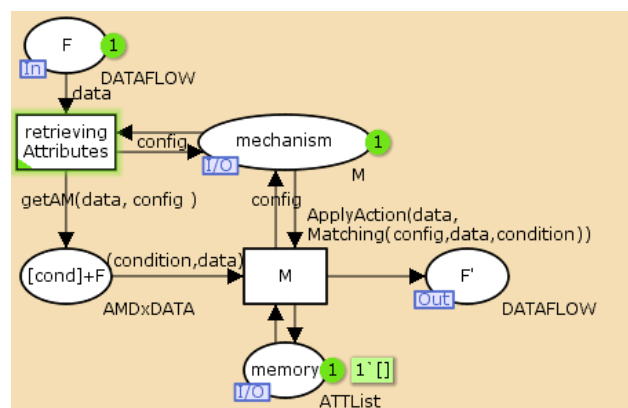 F
1
In
DATAFLOW
data
retrieving
Attributes
config
mechanism
1
I/O
M
getAM(data, config )
config
ApplyAction(data,
Matching(config,data,condition))
(condition,data)
[cond]+F
M
F'
AMDxDATA
Out
DATAFLOW
memory
1
1`[]
I/O
ATTList